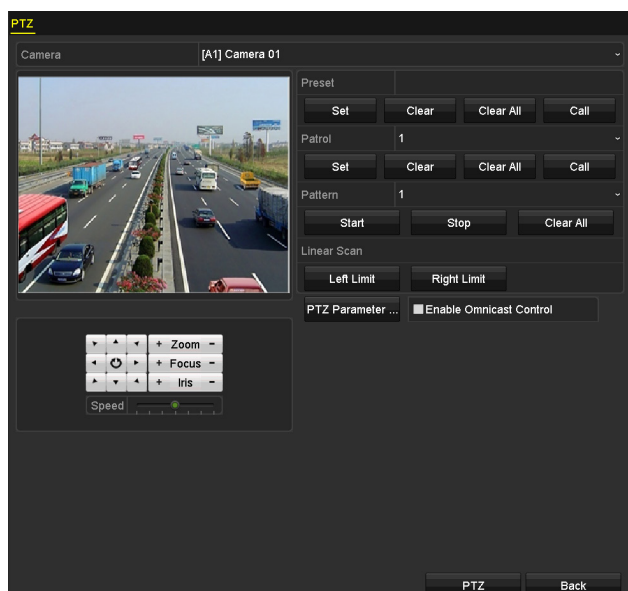 PTZ
Camera [A1] Camera 01
Preset
Set Clear Clear All Call
Patrol 1
Set Clear Clear All Call
Pattern 1
Start Stop Clear All
Linear Scan
Left Limit Right Limit
PTZ Parameter ... Enable Omnicast Control
+ Zoom -
+ Focus -
+ Iris -
Speed
PTZ Back